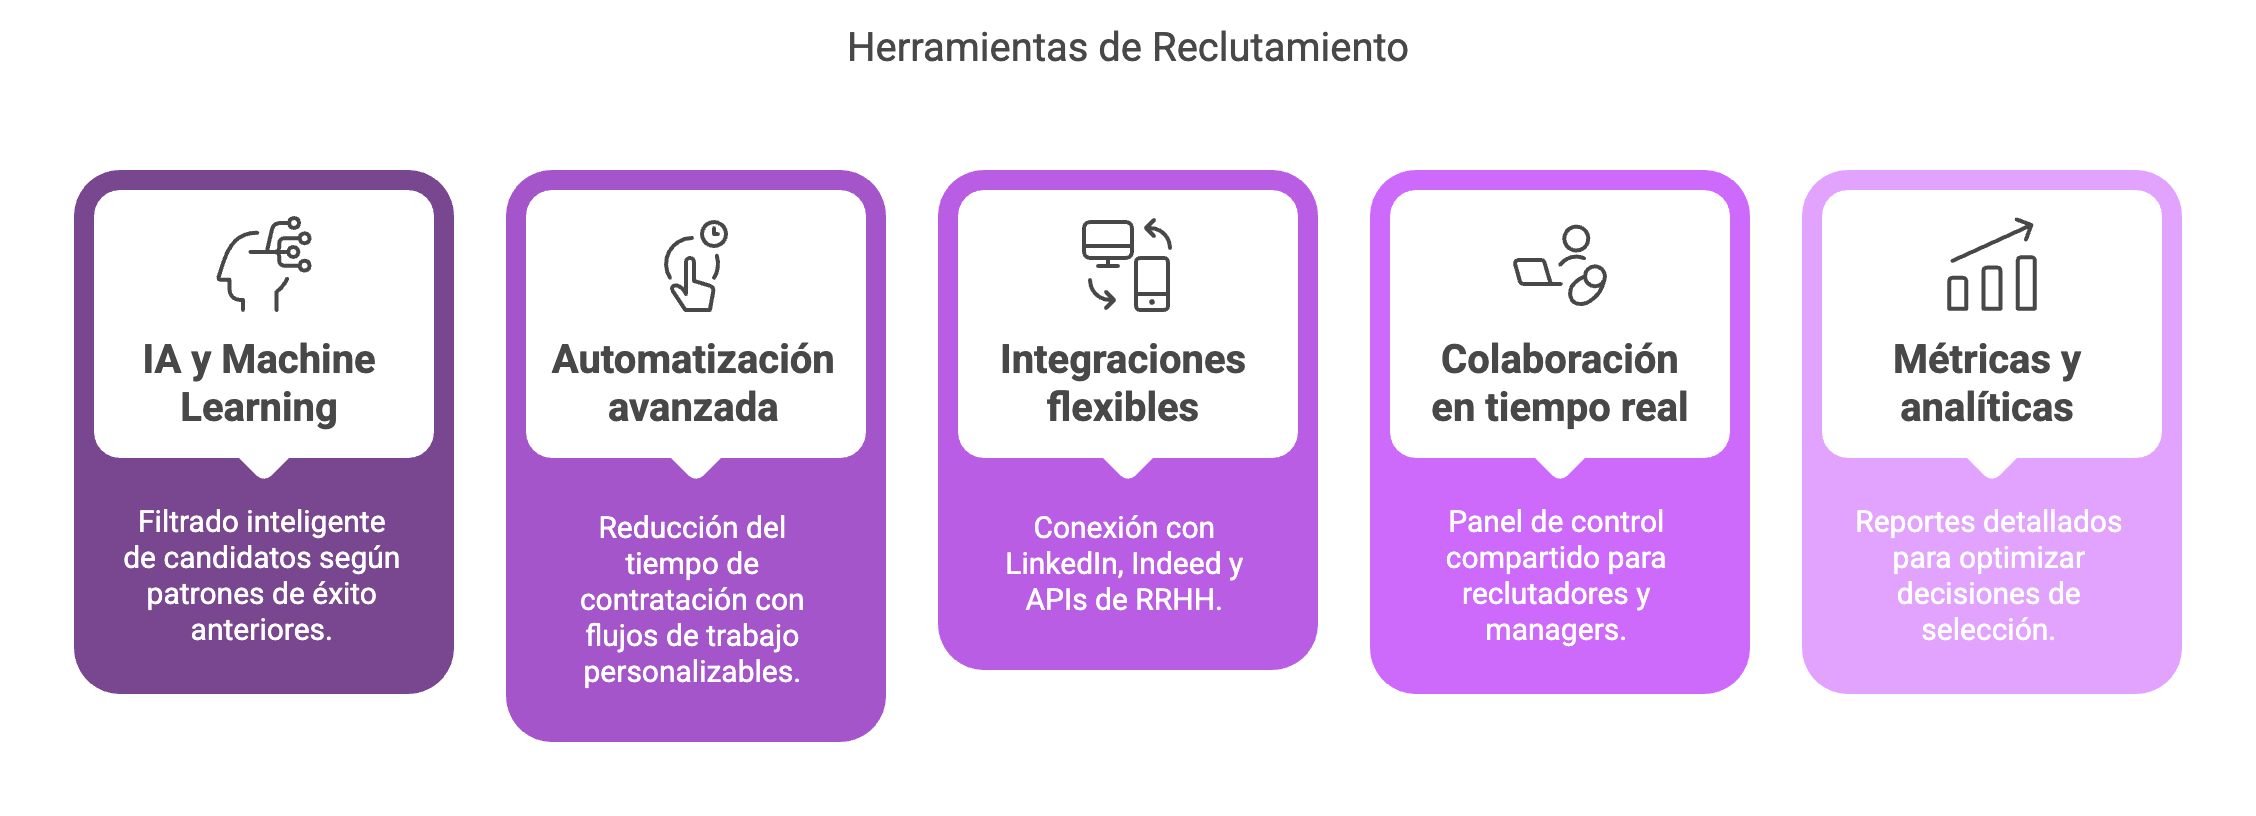 Herramientas de Reclutamiento
IA y Machine
Learning
Filtrado inteligente
de candidatos según
patrones de éxito
anteriores.
Automatización
avanzada
Reducción del
tiempo de
contratación con
flujos de trabajo
personalizables.
Integraciones
flexibles
Conexión con
LinkedIn, Indeed y
APIs de RRHH.
Colaboración
en tiempo real
Panel de control
compartido para
reclutadores y
managers.
Métricas y
analíticas
Reportes detallados
para optimizar
decisiones de
selección.